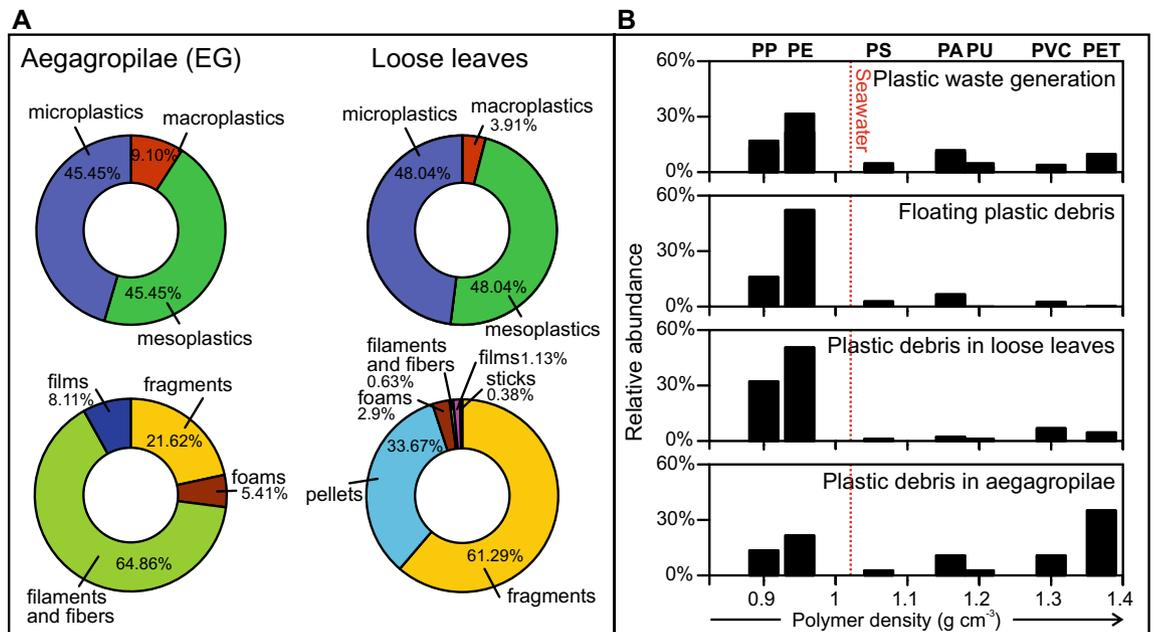 A
Aegagropilae (EG)
Loose leaves
microplastics
macroplastics
9.10%
45.45%
45.45%
mesoplastics
microplastics
macroplastics
3.91%
48.04%
48.04%
mesoplastics
films
8.11%
fragments
21.62%
foams
5.41%
64.86%
filaments
and fibers
filaments
and fibers
0.63%
films1.13%
sticks
0.38%
foams
2.9%
33.67%
pellets
61.29%
fragments
B
PP PE PS PA PU PVC PET
60%
Plastic waste generation
Seawater
30%
0%
60%
Floating plastic debris
30%
0%
60%
Plastic debris in loose leaves
30%
0%
60%
Plastic debris in aegagropilae
30%
0%
Relative abundance
0.9 1 1.1 1.2 1.3 1.4
Polymer density (g cm⁻³)